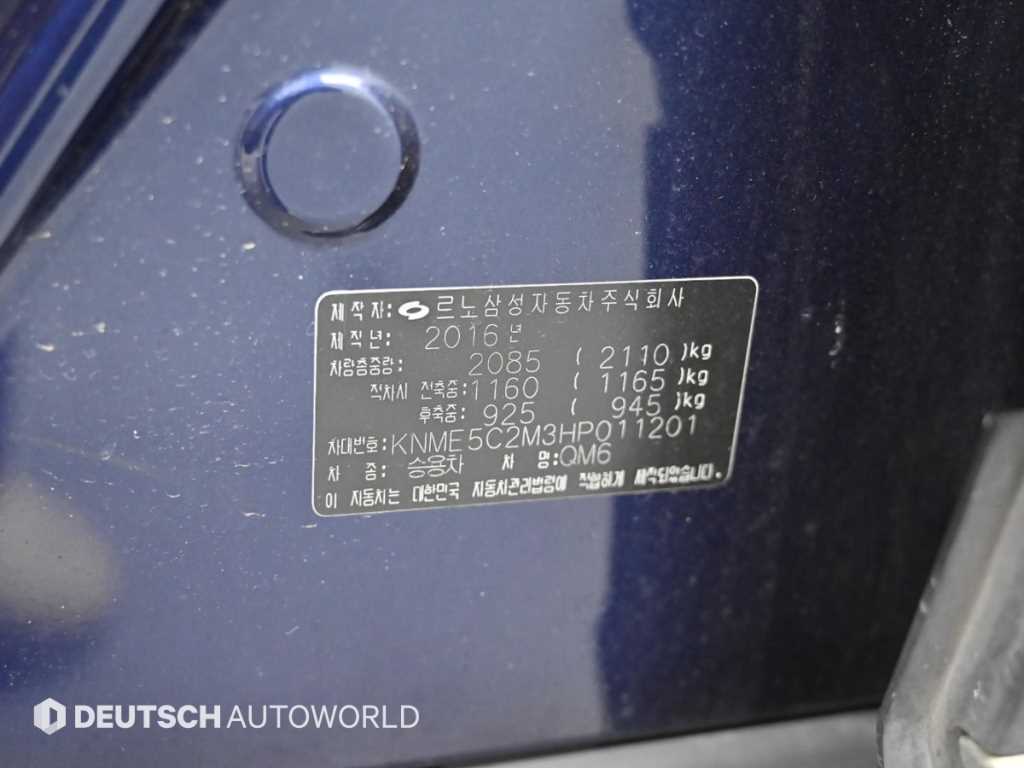 제작자: 르노삼성자동차주식회사
제작년: 2016년
차량총중량: 2085 ( 2110 )kg
적차시 전축중: 1160 ( 1165 )kg
후축중: 925 ( 945 )kg
차대번호: KNME5C2M3HP011201
차 종: 승용차 차 명: QM6
이 자동차는 대한민국 자동차관리법령에 적법하게 제작되었습니다.
DEUTSCH AUTOWORLD